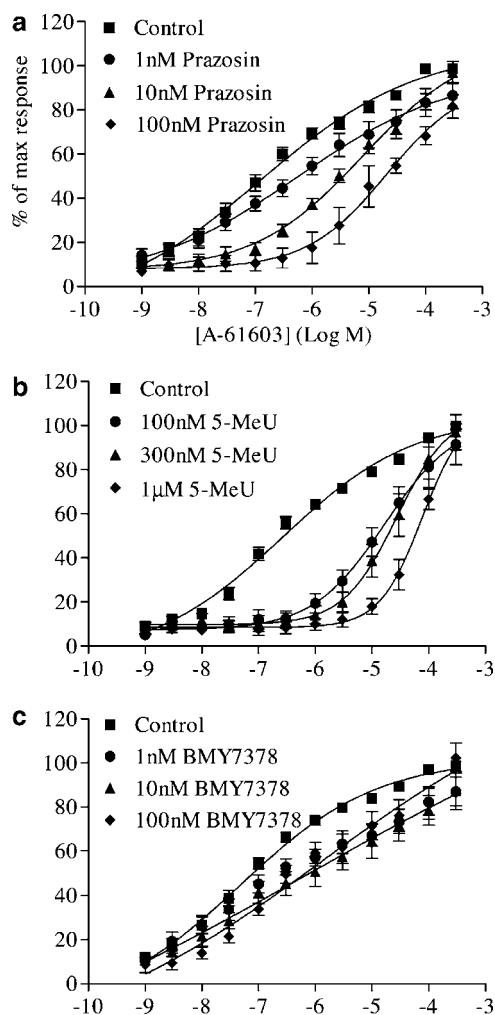 a
120
100
80
60
40
20
0
% of max response
Control
1nM Prazosin
10nM Prazosin
100nM Prazosin
-10 -9 -8 -7 -6 -5 -4 -3
[A-61603] (Log M)
b
120
100
80
60
40
20
0
Control
100nM 5-MeU
300nM 5-MeU
1μM 5-MeU
-10 -9 -8 -7 -6 -5 -4 -3
c
120
100
80
60
40
20
0
Control
1nM BMY7378
10nM BMY7378
100nM BMY7378
-10 -9 -8 -7 -6 -5 -4 -3